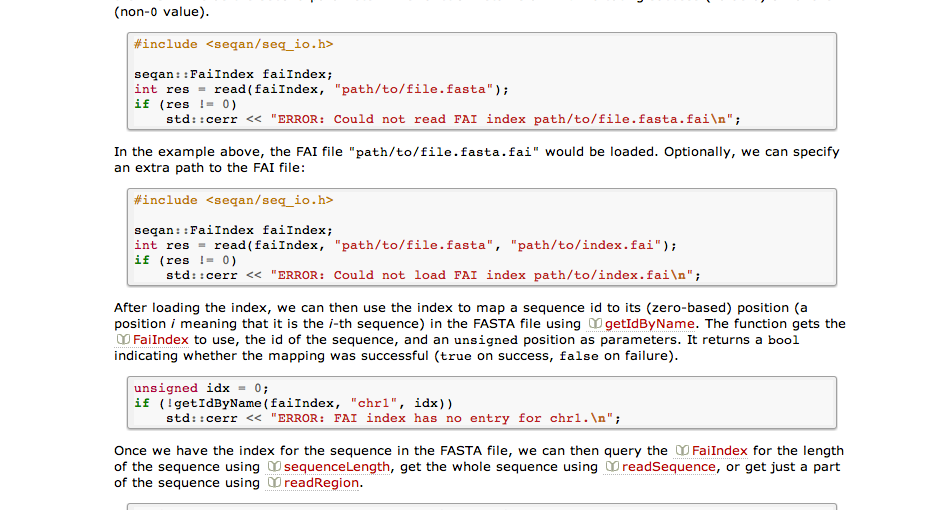 (non-0 value).
#include <seqan/seq_io.h>
seqan::FaiIndex faiIndex;
int res = read(faiIndex, "path/to/file.fasta");
if (res != 0)
std::cerr << "ERROR: Could not read FAI index path/to/file.fasta.fai\n";
In the example above, the FAI file "path/to/file.fasta.fai" would be loaded. Optionally, we can specify
an extra path to the FAI file:
#include <seqan/seq_io.h>
seqan::FaiIndex faiIndex;
int res = read(faiIndex, "path/to/file.fasta", "path/to/index.fai");
if (res != 0)
std::cerr << "ERROR: Could not load FAI index path/to/index.fai\n";
After loading the index, we can then use the index to map a sequence id to its (zero-based) position (a
position i meaning that it is the i-th sequence) in the FASTA file using getIdByName. The function gets the
FaiIndex to use, the id of the sequence, and an unsigned position as parameters. It returns a bool
indicating whether the mapping was successful (true on success, false on failure).
unsigned idx = 0;
if (!getIdByName(faiIndex, "chr1", idx))
std::cerr << "ERROR: FAI index has no entry for chr1.\n";
Once we have the index for the sequence in the FASTA file, we can then query the FaiIndex for the length
of the sequence using sequenceLength, get the whole sequence using readSequence, or get just a part
of the sequence using readRegion.